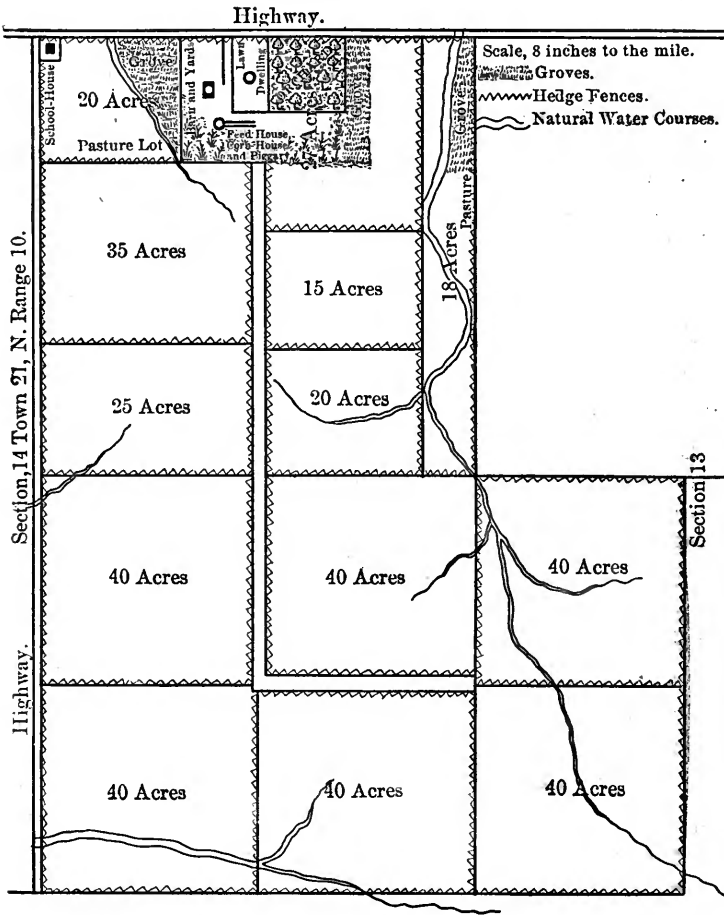 Highway.
Scale, 8 inches to the mile.
Groves.
Hedge Fences.
Natural Water Courses.
School-House
Grove
20 Acres
Pasture Lot
Barn and Yards
Lawn
Dwelling
Feed House,
Corb-House
and Piggery
Acres
Grove
Pasture
18 Acres
35 Acres
15 Acres
25 Acres
20 Acres
40 Acres
40 Acres
40 Acres
40 Acres
40 Acres
40 Acres
Section, 14 Town 21, N. Range 10.
Highway.
Section 13